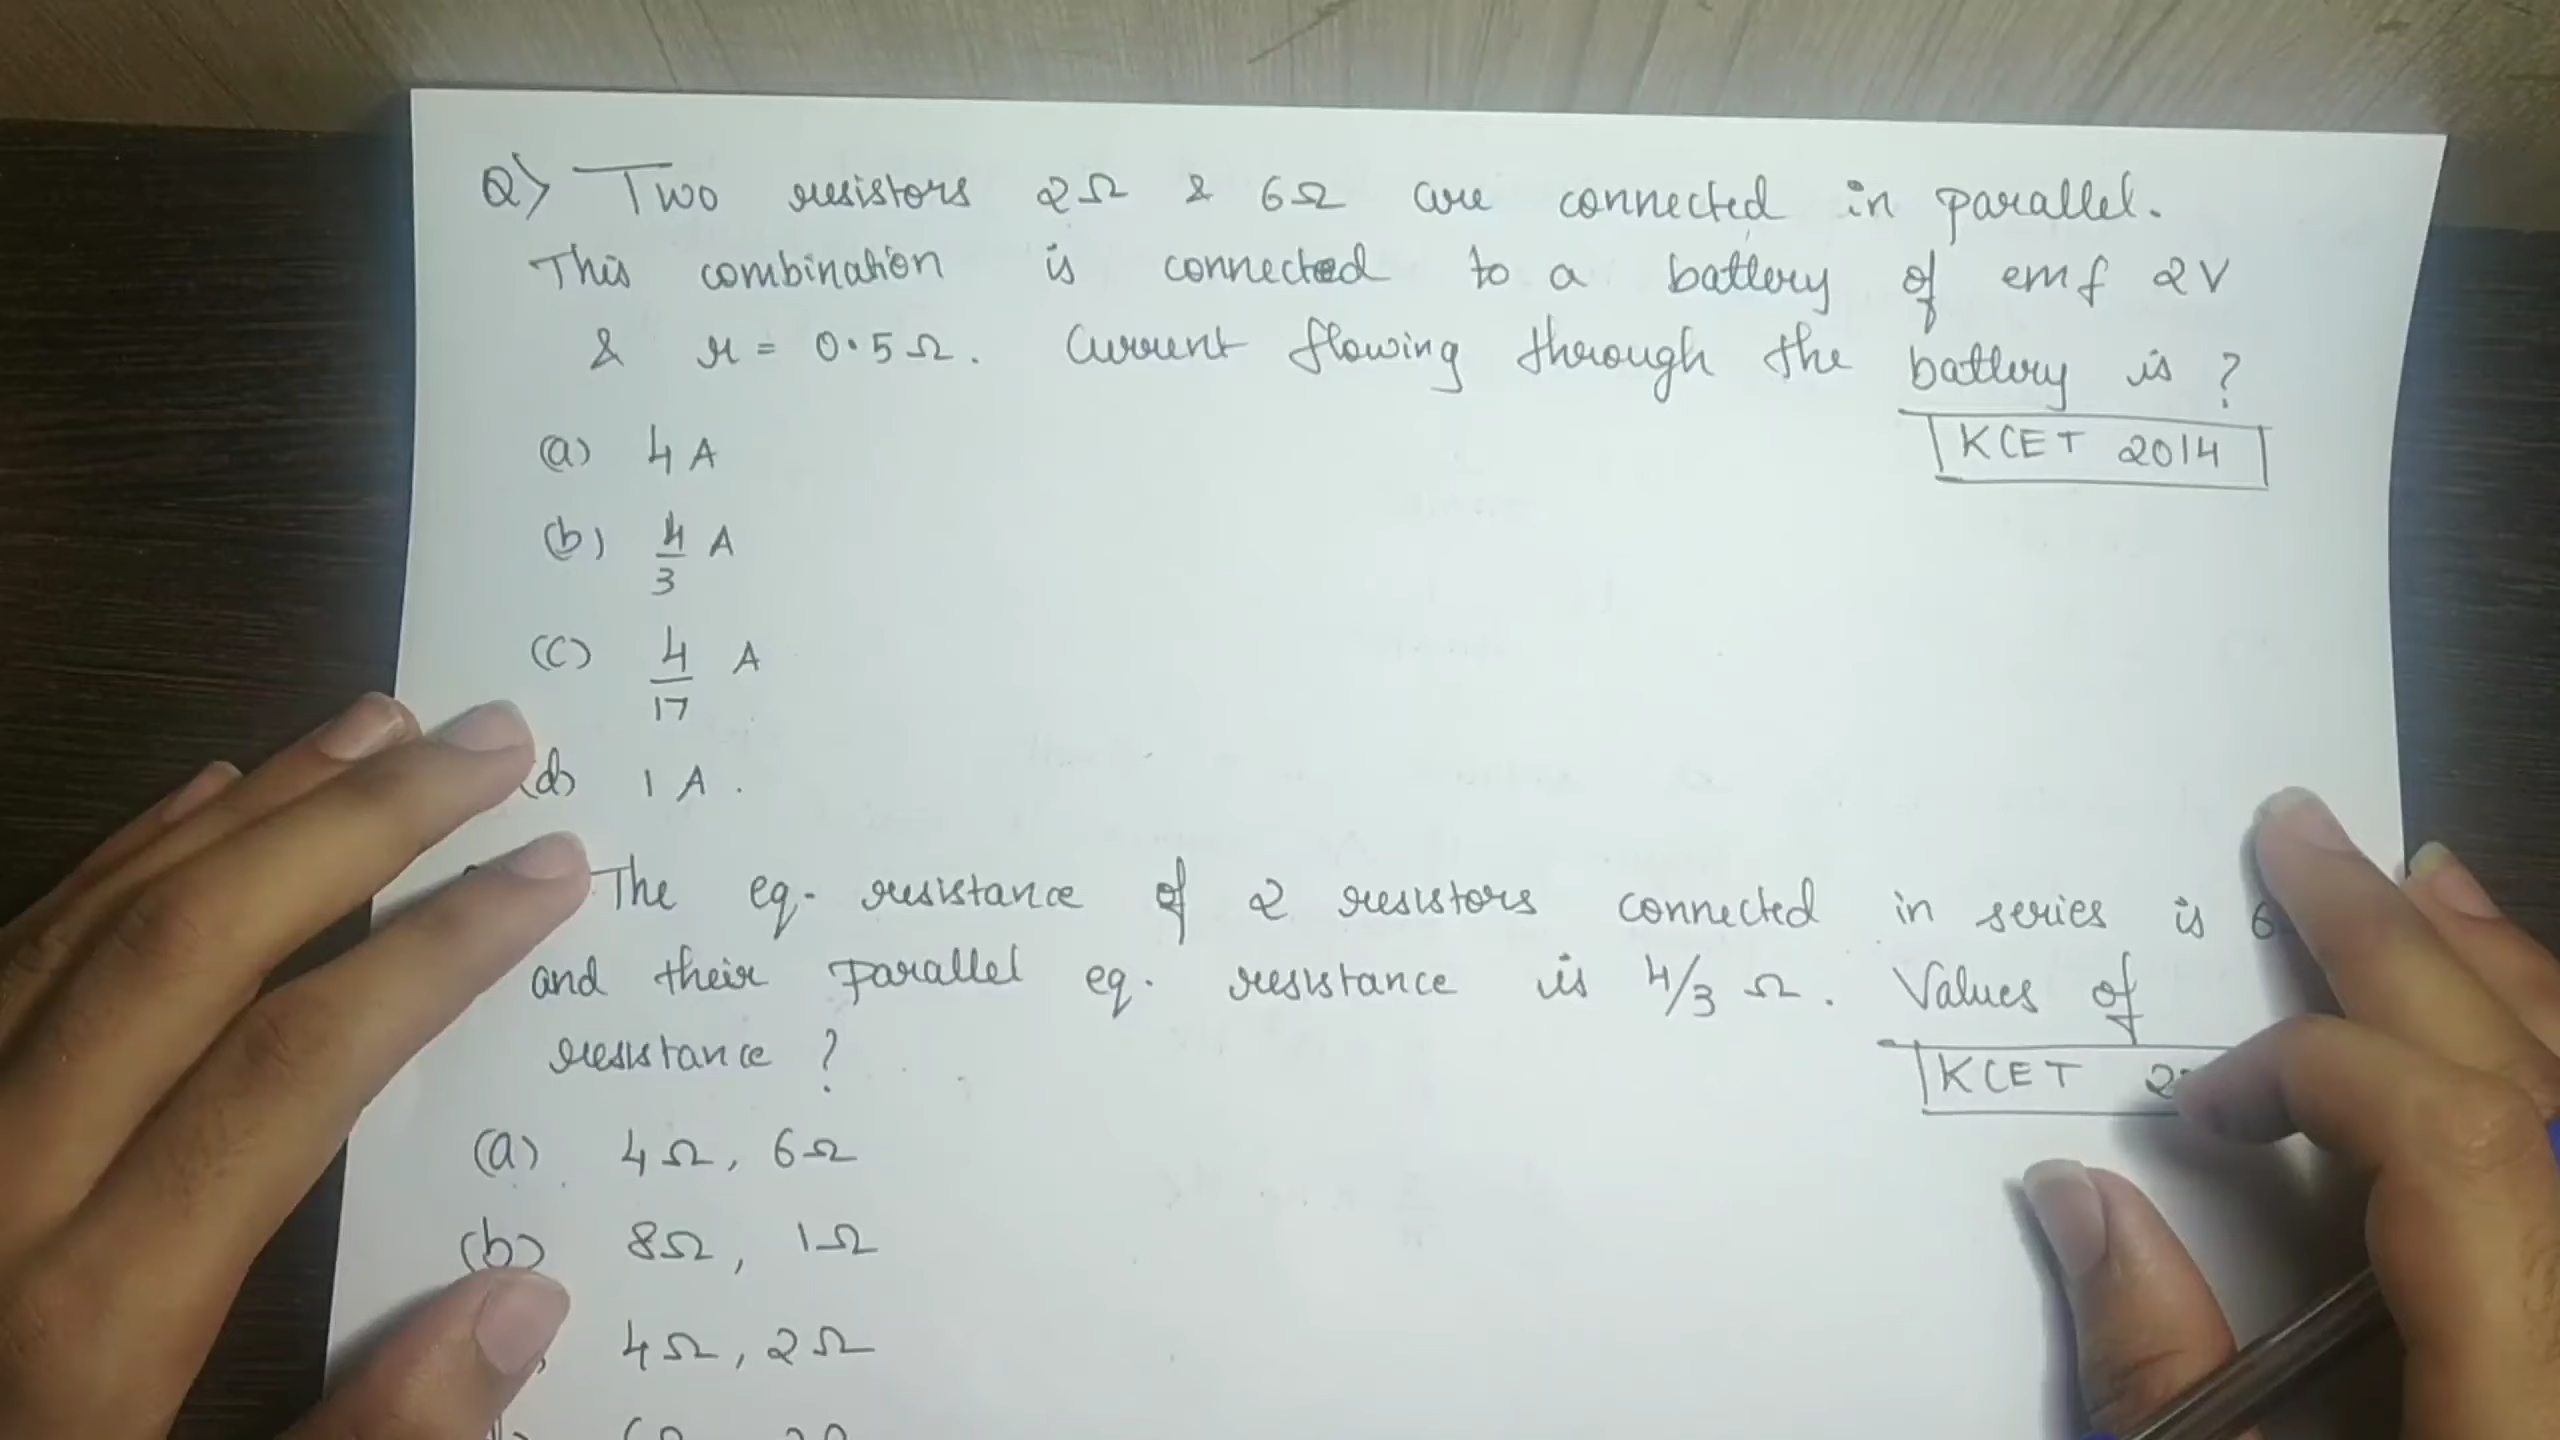 Q) Two resistors 2Ω & 6Ω are connected in parallel.
This combination is connected to a battery of emf 2V
& r = 0.5Ω. Current flowing through the battery is ?
KCET 2014
(a) 4 A
(b) 4/3 A
(c) 4/17 A
(d) 1 A.
The eq. resistance of 2 resistors connected in series is 6
and their parallel eq. resistance is 4/3 Ω. Values of
resistance ?
KCET
(a) 4Ω, 6Ω
(b) 8Ω, 1Ω
4Ω, 2Ω